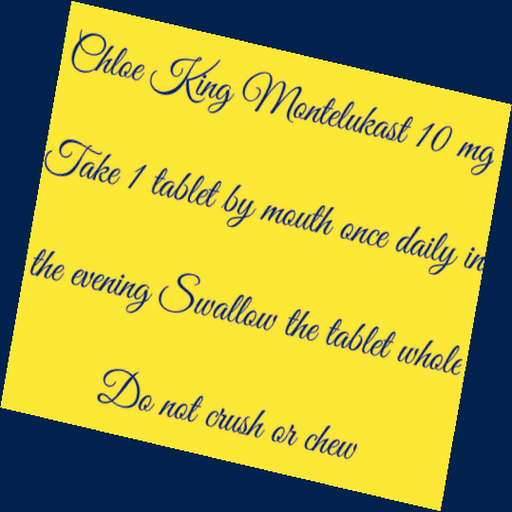 Chloe King Montelukast 10 mg
Take 1 tablet by mouth once daily in
the evening Swallow the tablet whole
Do not crush or chew